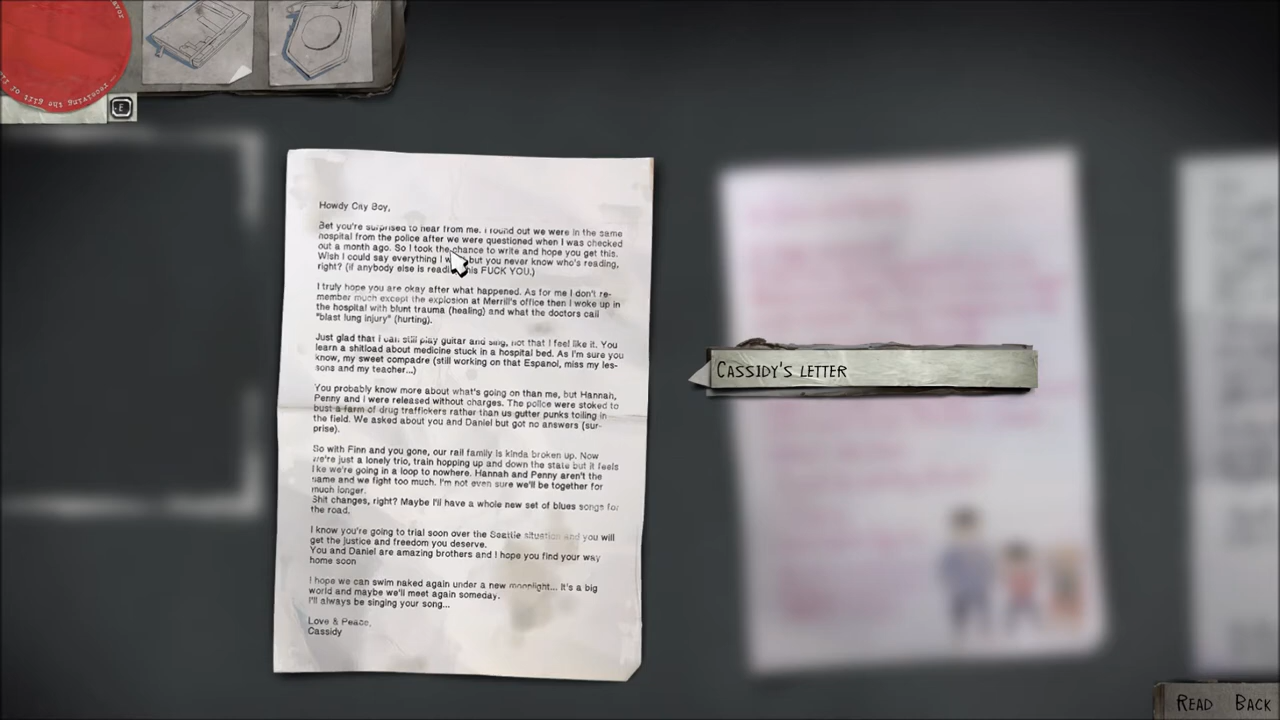 E
Howdy City Boy,
Bet you're surprised to hear from me. I found out we were in the same
hospital from the police after we were questioned when I was checked
out a month ago. So I took the chance to write and hope you get this.
Wish I could say everything I but you never know who's reading,
right? (if anybody else is FUCK YOU.)
I truly hope you are okay after what happened. As for me I don't re-
member much except the explosion at Merrill's office then I woke up in
the hospital with blunt trauma (healing) and what the doctors call
"blast lung injury" (hurting).
Just glad that I can still play guitar and sing, not that I feel like it. You
learn a shitload about medicine stuck in a hospital bed. As I'm sure you
know, my sweet compadre (still working on that Espanol, miss my les-
sons and my teacher...)
You probably know more about what's going on than me, but Hannah,
Penny and I were released without charges. The police were stoked to
bust a farm of drug traffickers rather than us gutter punks toiling in
the field. We asked about you and Daniel but got no answers (sur-
prise).
So with Finn and you gone, our rail family is kinda broken up. Now
we're just a lonely trio, train hopping up and down the state but it feels
like we're going in a loop to nowhere. Hannah and Penny aren't the
same and we fight too much. I'm not even sure we'll be together for
much longer.
Shit changes, right? Maybe I'll have a whole new set of blues songs for
the road.
I know you're going to trial soon over the Seattle situation and you will
get the justice and freedom you deserve.
You and Daniel are amazing brothers and I hope you find your way
home soon
I hope we can swim naked again under a new moonlight... It's a big
world and maybe we'll meet again someday.
I'll always be singing your song...
Love & Peace,
Cassidy
CASSIDY'S LETTER
READ BACK